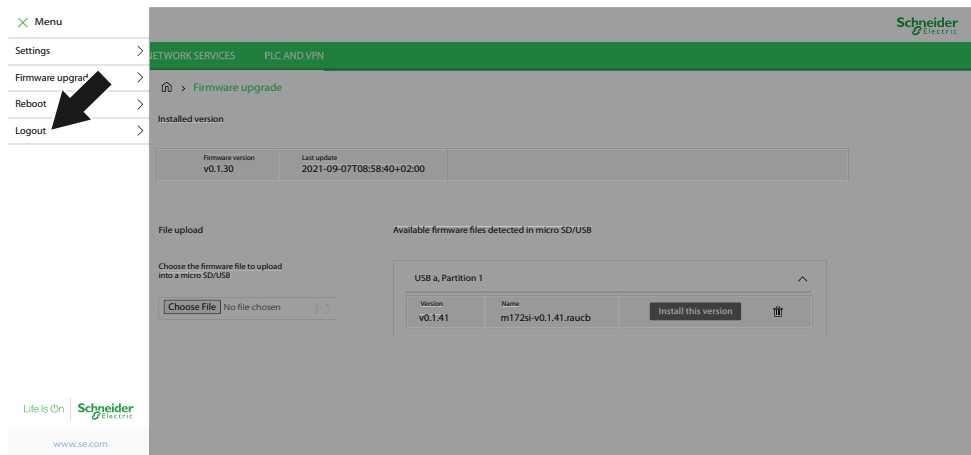 Menu
Settings
Firmware upgrad
Reboot
Logout
Schneider
Electric
ETWORK SERVICES PLC AND VPN
> Firmware upgrade
Installed version
Firmware version Last update
v0.1.30 2021-09-07T08:58:40+02:00
File upload Available firmware files detected in micro SD/USB
Choose the firmware file to upload
into a micro SD/USB
Choose File No file chosen
USB a, Partition 1
Version Name
v0.1.41 m172si-v0.1.41.raucb
Install this version
Life Is On Schneider
Electric
www.se.com